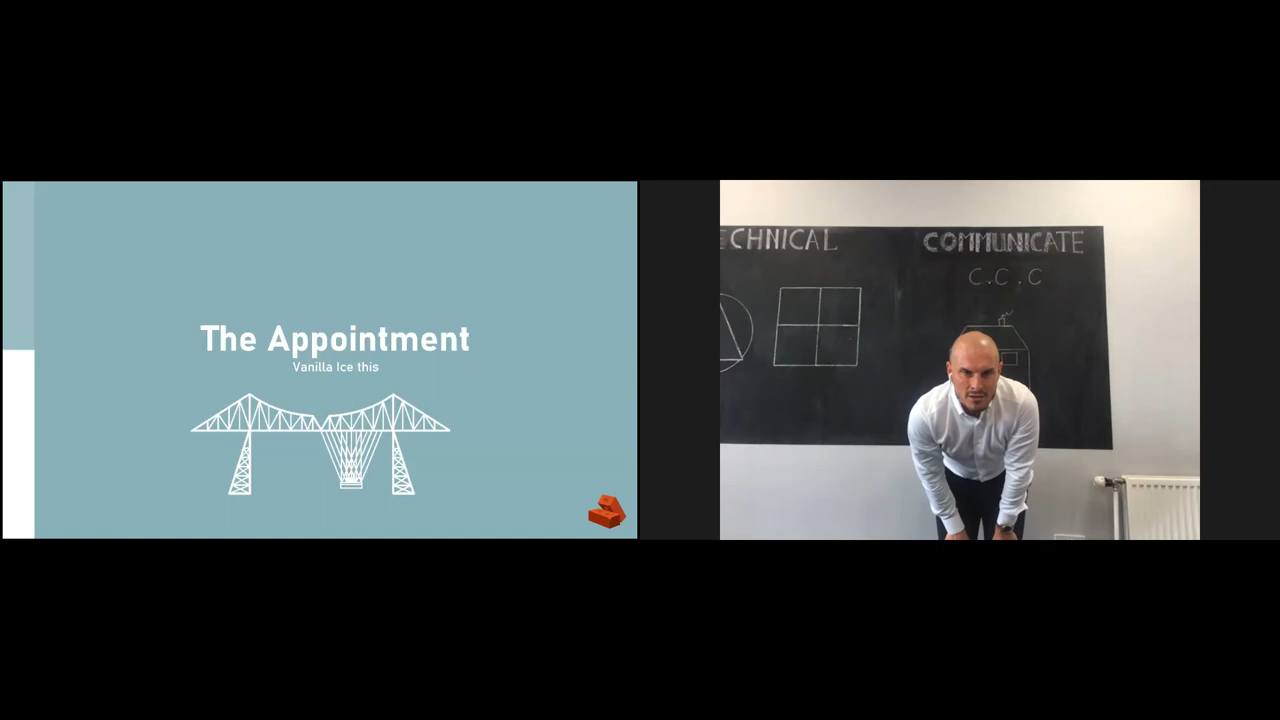 The Appointment
Vanilla Ice this
ECHNICAL
COMMUNICATE
C.C.C